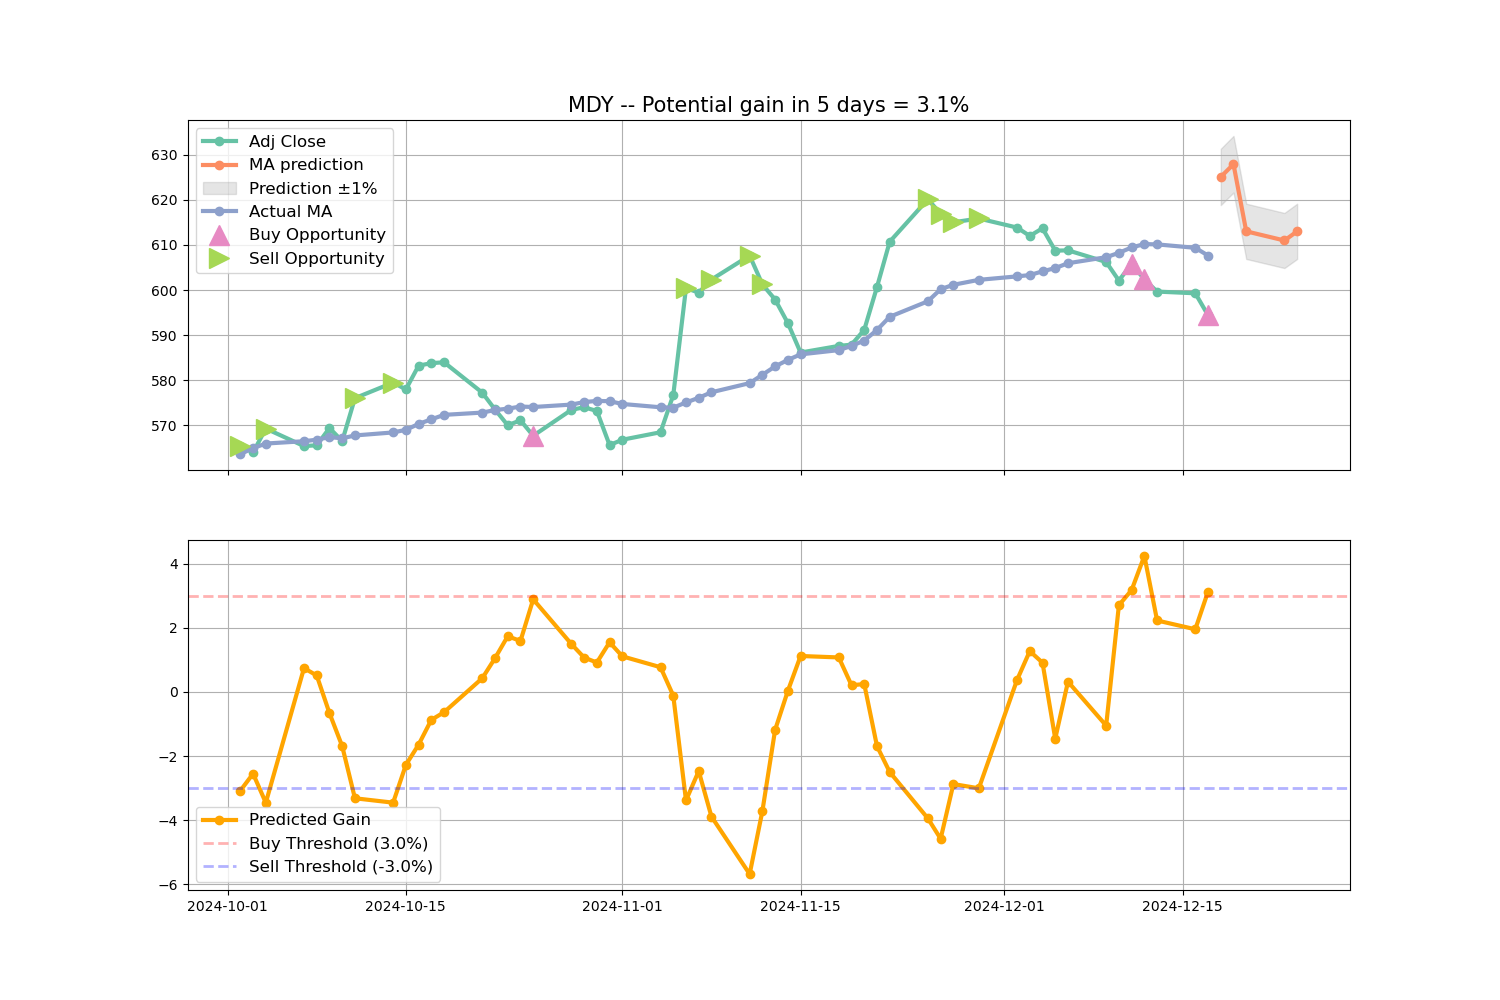 MDY -- Potential gain in 5 days = 3.1%
Adj Close
MA prediction
Prediction ±1%
Actual MA
Buy Opportunity
Sell Opportunity
630
620
610
600
590
580
570
4
2
0
−2
−4
−6
Predicted Gain
Buy Threshold (3.0%)
Sell Threshold (-3.0%)
2024-10-01
2024-10-15
2024-11-01
2024-11-15
2024-12-01
2024-12-15